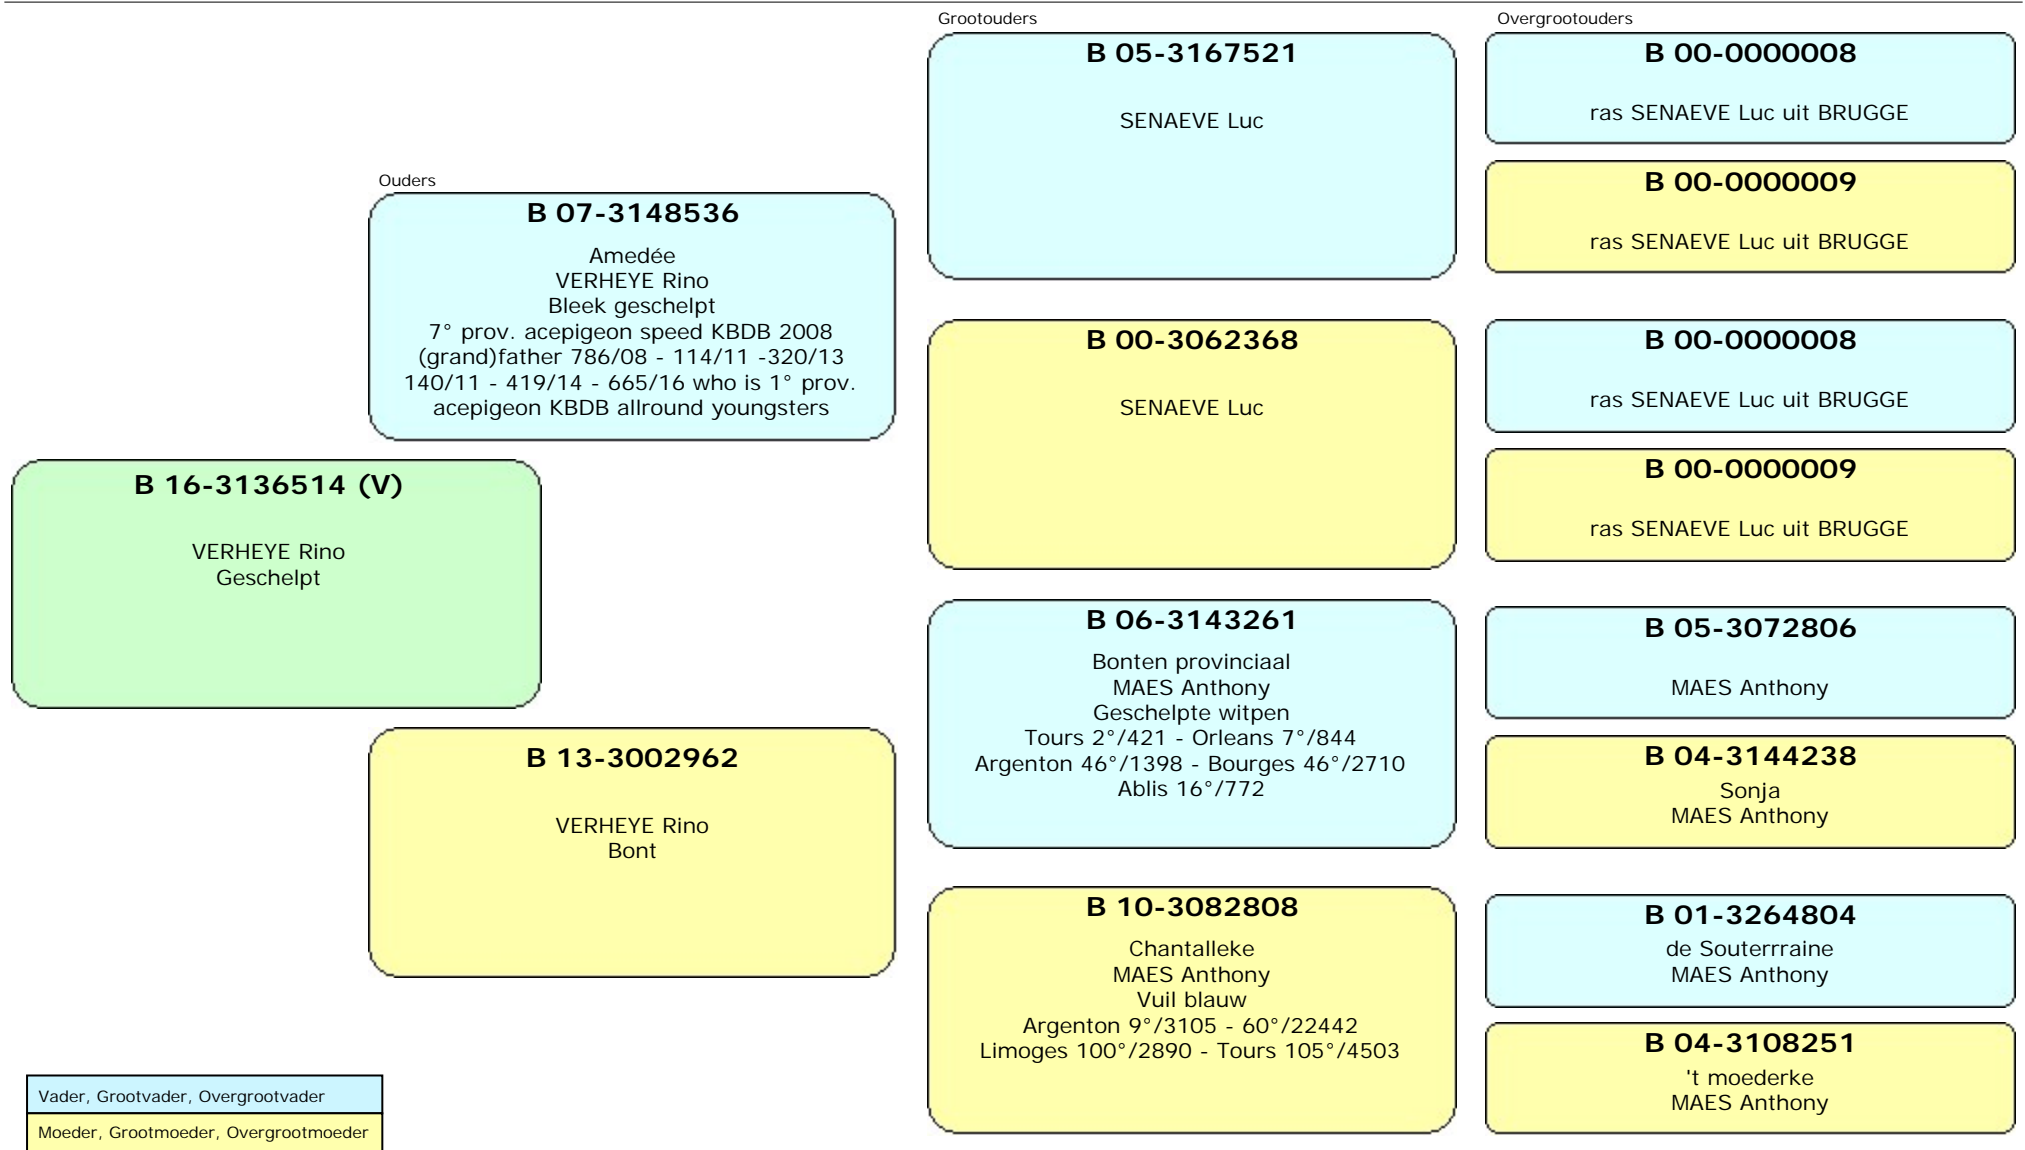 Ouders
Grootouders
Overgrootouders
B 16-3136514 (V)
VERHEYE Rino
Geschelpt
B 07-3148536
Amedée
VERHEYE Rino
Bleek geschelpt
7° prov. acepigeon speed KBDB 2008
(grand)father 786/08 - 114/11 -320/13
140/11 - 419/14 - 665/16 who is 1° prov.
acepigeon KBDB allround youngsters
B 13-3002962
VERHEYE Rino
Bont
B 05-3167521
SENAEVE Luc
B 00-3062368
SENAEVE Luc
B 06-3143261
Bonten provinciaal
MAES Anthony
Geschelpte witpen
Tours 2°/421 - Orleans 7°/844
Argenton 46°/1398 - Bourges 46°/2710
Ablis 16°/772
B 10-3082808
Chantalleke
MAES Anthony
Vuil blauw
Argenton 9°/3105 - 60°/22442
Limoges 100°/2890 - Tours 105°/4503
B 00-0000008
ras SENAEVE Luc uit BRUGGE
B 00-0000009
ras SENAEVE Luc uit BRUGGE
B 00-0000008
ras SENAEVE Luc uit BRUGGE
B 00-0000009
ras SENAEVE Luc uit BRUGGE
B 05-3072806
MAES Anthony
B 04-3144238
Sonja
MAES Anthony
B 01-3264804
de Souterrraine
MAES Anthony
B 04-3108251
't moederke
MAES Anthony
Vader, Grootvader, Overgrootvader
Moeder, Grootmoeder, Overgrootmoeder